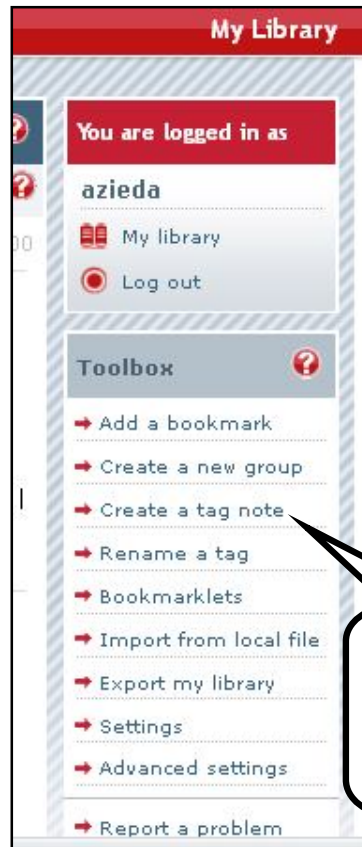 My Library
You are logged in as
azieda
My library
Log out
Toolbox
Add a bookmark
Create a new group
Create a tag note
Rename a tag
Bookmarklets
Import from local file
Export my library
Settings
Advanced settings
Report a problem